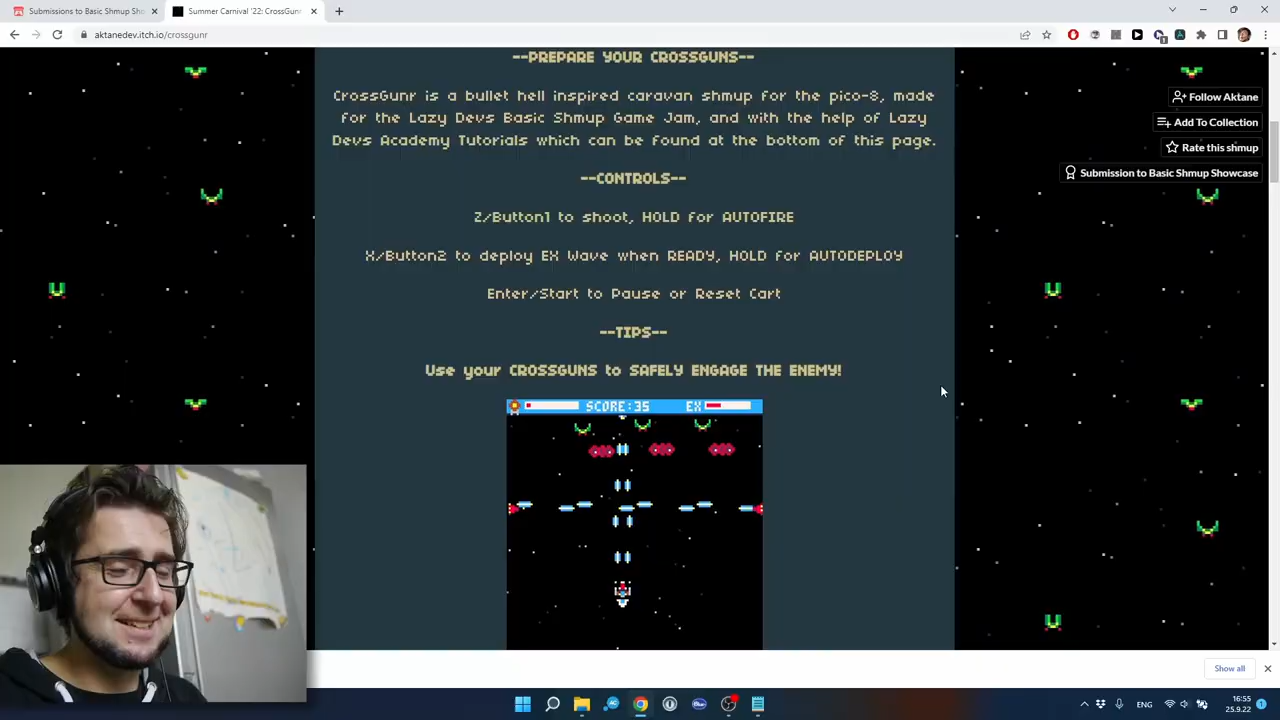 Submissions to Basic Shmup Sho
Summer Carnival '22: CrossGun
aktanedev.itch.io/crossgunr
--PREPARE YOUR CROSSGUNS--
CrossGunr is a bullet hell inspired caravan shmup for the pico-8, made
for the Lazy Devs Basic Shmup Game Jam, and with the help of Lazy
Devs Academy Tutorials which can be found at the bottom of this page.
--CONTROLS--
Z/Button1 to shoot, HOLD for AUTOFIRE
X/Button2 to deploy EX Wave when READY, HOLD for AUTODEPLOY
Enter/Start to Pause or Reset Cart
--TIPS--
Use your CROSSGUNS to SAFELY ENGAGE THE ENEMY!
SCORE:35 EX
Follow Aktane
Add To Collection
Rate this shmup
Submission to Basic Shmup Showcase
Show all
ENG
16:55
25.9.22